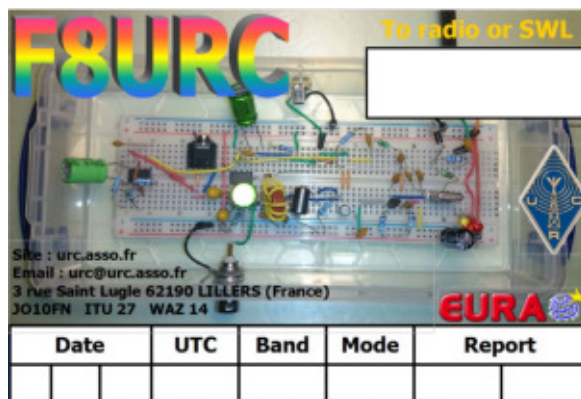 F8URC
To radio or SWL
U R C
Site : urc.asso.fr
Email : urc@urc.asso.fr
3 rue Saint Lugle 62190 LILLERS (France)
JO10FN ITU 27 WAZ 14
EURA
Date UTC Band Mode Report